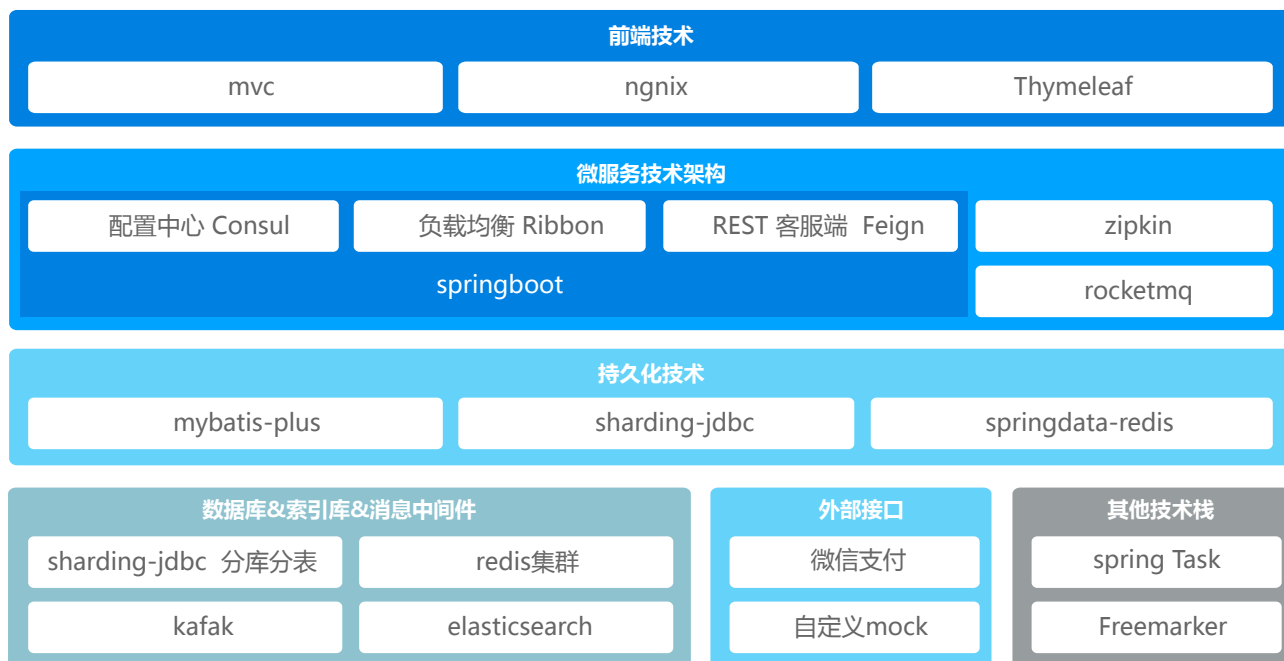 前端技术
mvc
ngnix
Thymeleaf
微服务技术架构
配置中心 Consul
负载均衡 Ribbon
REST 客服端 Feign
zipkin
springboot
rocketmq
持久化技术
mybatis-plus
sharding-jdbc
springdata-redis
数据库&索引库&消息中间件
sharding-jdbc 分库分表
redis集群
kafak
elasticsearch
外部接口
微信支付
自定义mock
其他技术栈
spring Task
Freemarker